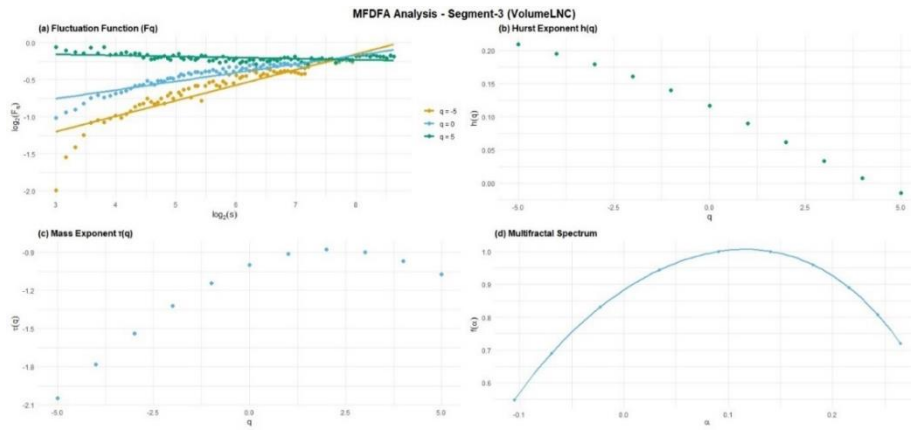 MFDFA Analysis - Segment-3 (VolumeLNC)
(a) Fluctuation Function (Fq)
0.0
-0.5
-1.0
-1.5
-2.0
log₂(Fq)
3 4 5 6 7 8
log₂(s)
q = -5
q = 0
q = 5
(b) Hurst Exponent h(q)
0.20
0.15
0.10
0.05
0.00
h(q)
-5.0 -2.5 0.0 2.5 5.0
q
(c) Mass Exponent τ(q)
-0.9
-1.2
-1.5
-1.8
-2.1
τ(q)
-5.0 -2.5 0.0 2.5 5.0
q
(d) Multifractal Spectrum
1.0
0.9
0.8
0.7
0.6
f(α)
-0.1 0.0 0.1 0.2
α